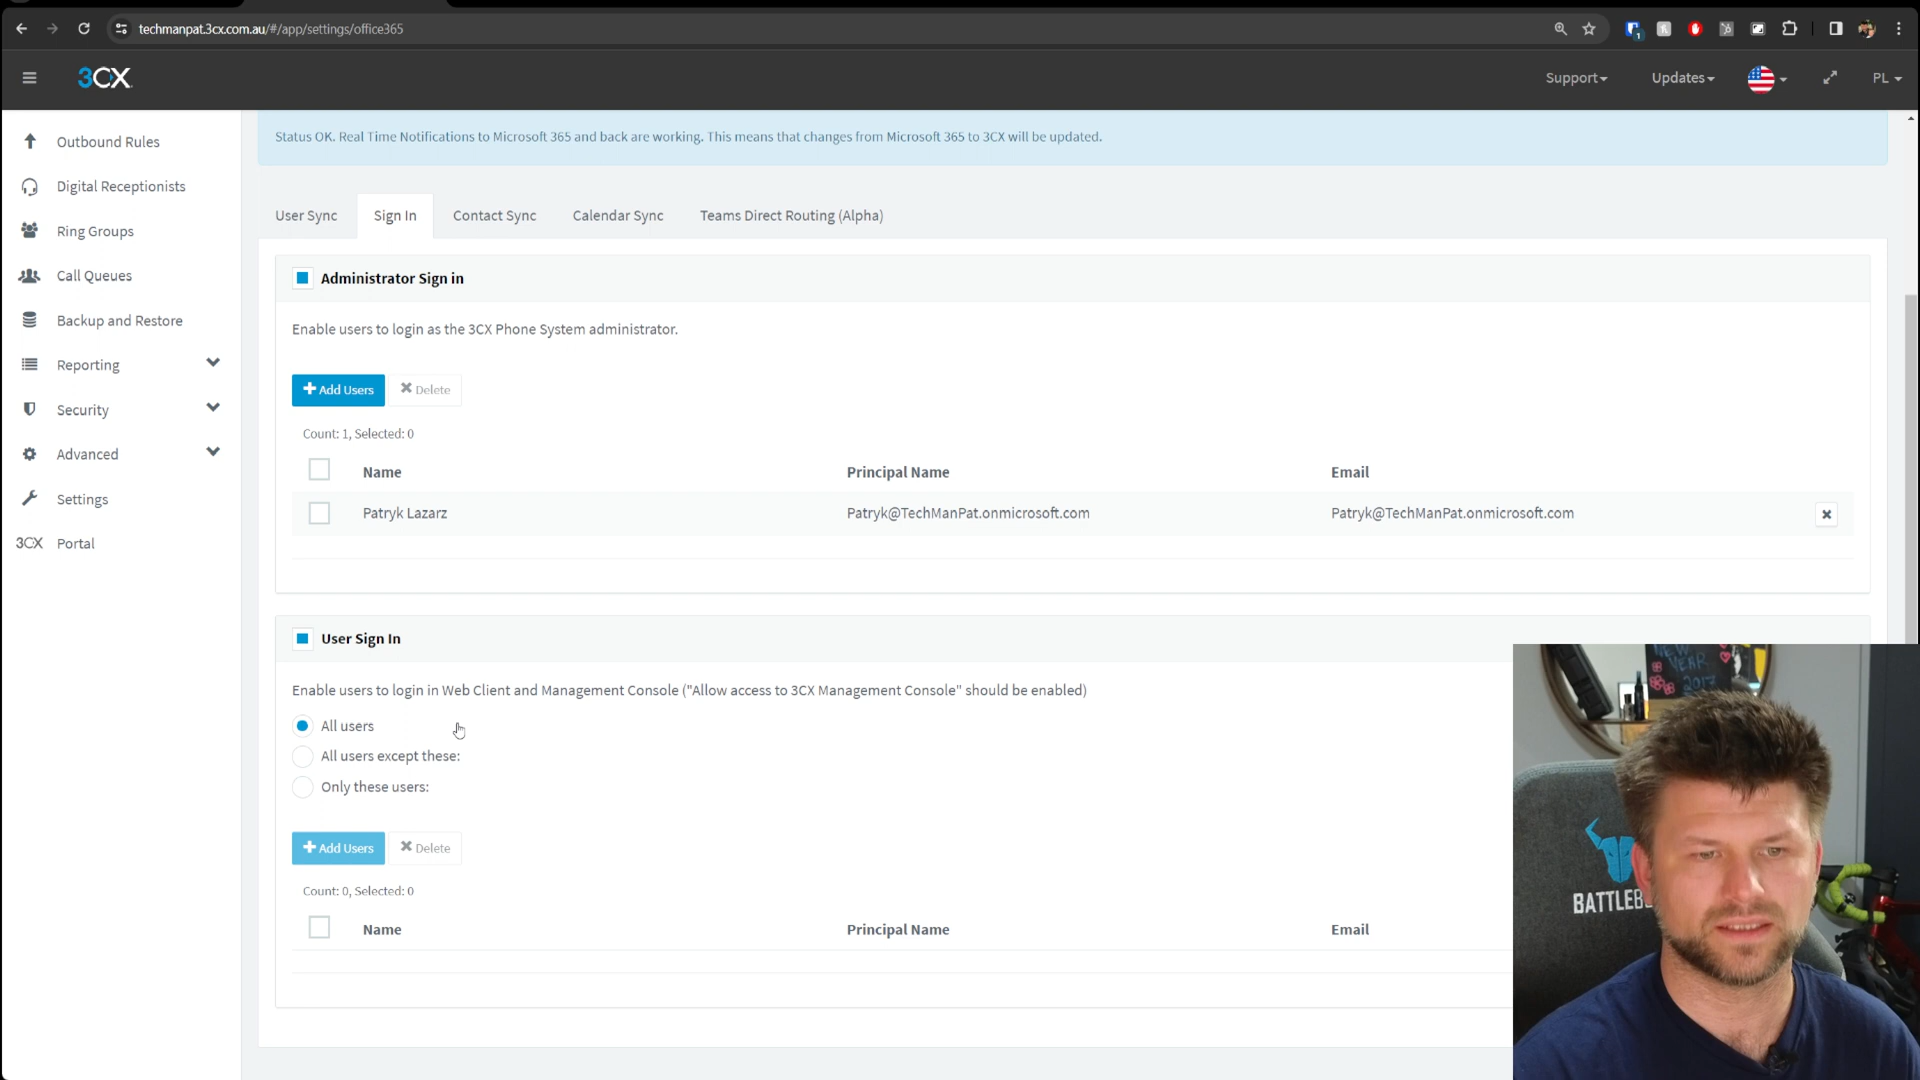 techmanpat.3cx.com.au/#/app/settings/office365
1
3CX
Support
Updates
PL
Outbound Rules
Digital Receptionists
Ring Groups
Call Queues
Backup and Restore
Reporting
Security
Advanced
Settings
3CX Portal
Status OK. Real Time Notifications to Microsoft 365 and back are working. This means that changes from Microsoft 365 to 3CX will be updated.
User Sync Sign In Contact Sync Calendar Sync Teams Direct Routing (Alpha)
Administrator Sign in
Enable users to login as the 3CX Phone System administrator.
Add Users Delete
Count: 1, Selected: 0
Name Principal Name Email
Patryk Lazarz Patryk@TechManPat.onmicrosoft.com Patryk@TechManPat.onmicrosoft.com
User Sign In
Enable users to login in Web Client and Management Console ("Allow access to 3CX Management Console" should be enabled)
All users
All users except these:
Only these users:
Add Users Delete
Count: 0, Selected: 0
Name Principal Name Email
NEW
YEAR
2017